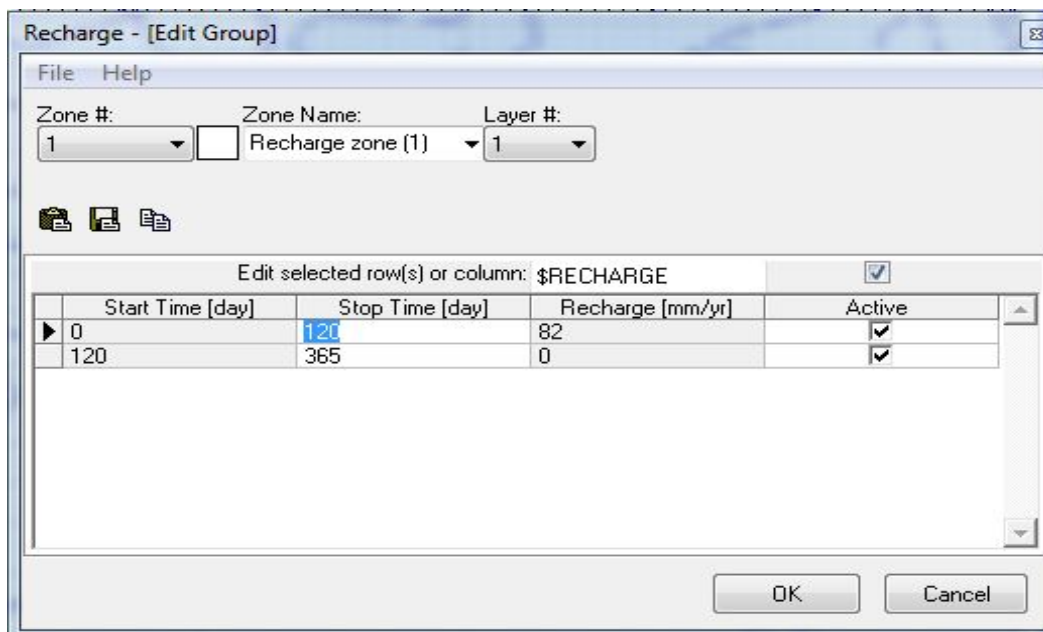 Recharge - [Edit Group]
File Help
Zone #: Zone Name: Layer #:
1 Recharge zone (1) 1
Edit selected row(s) or column: $RECHARGE
Start Time [day] Stop Time [day] Recharge [mm/yr] Active
0 120 82
120 365 0
OK Cancel